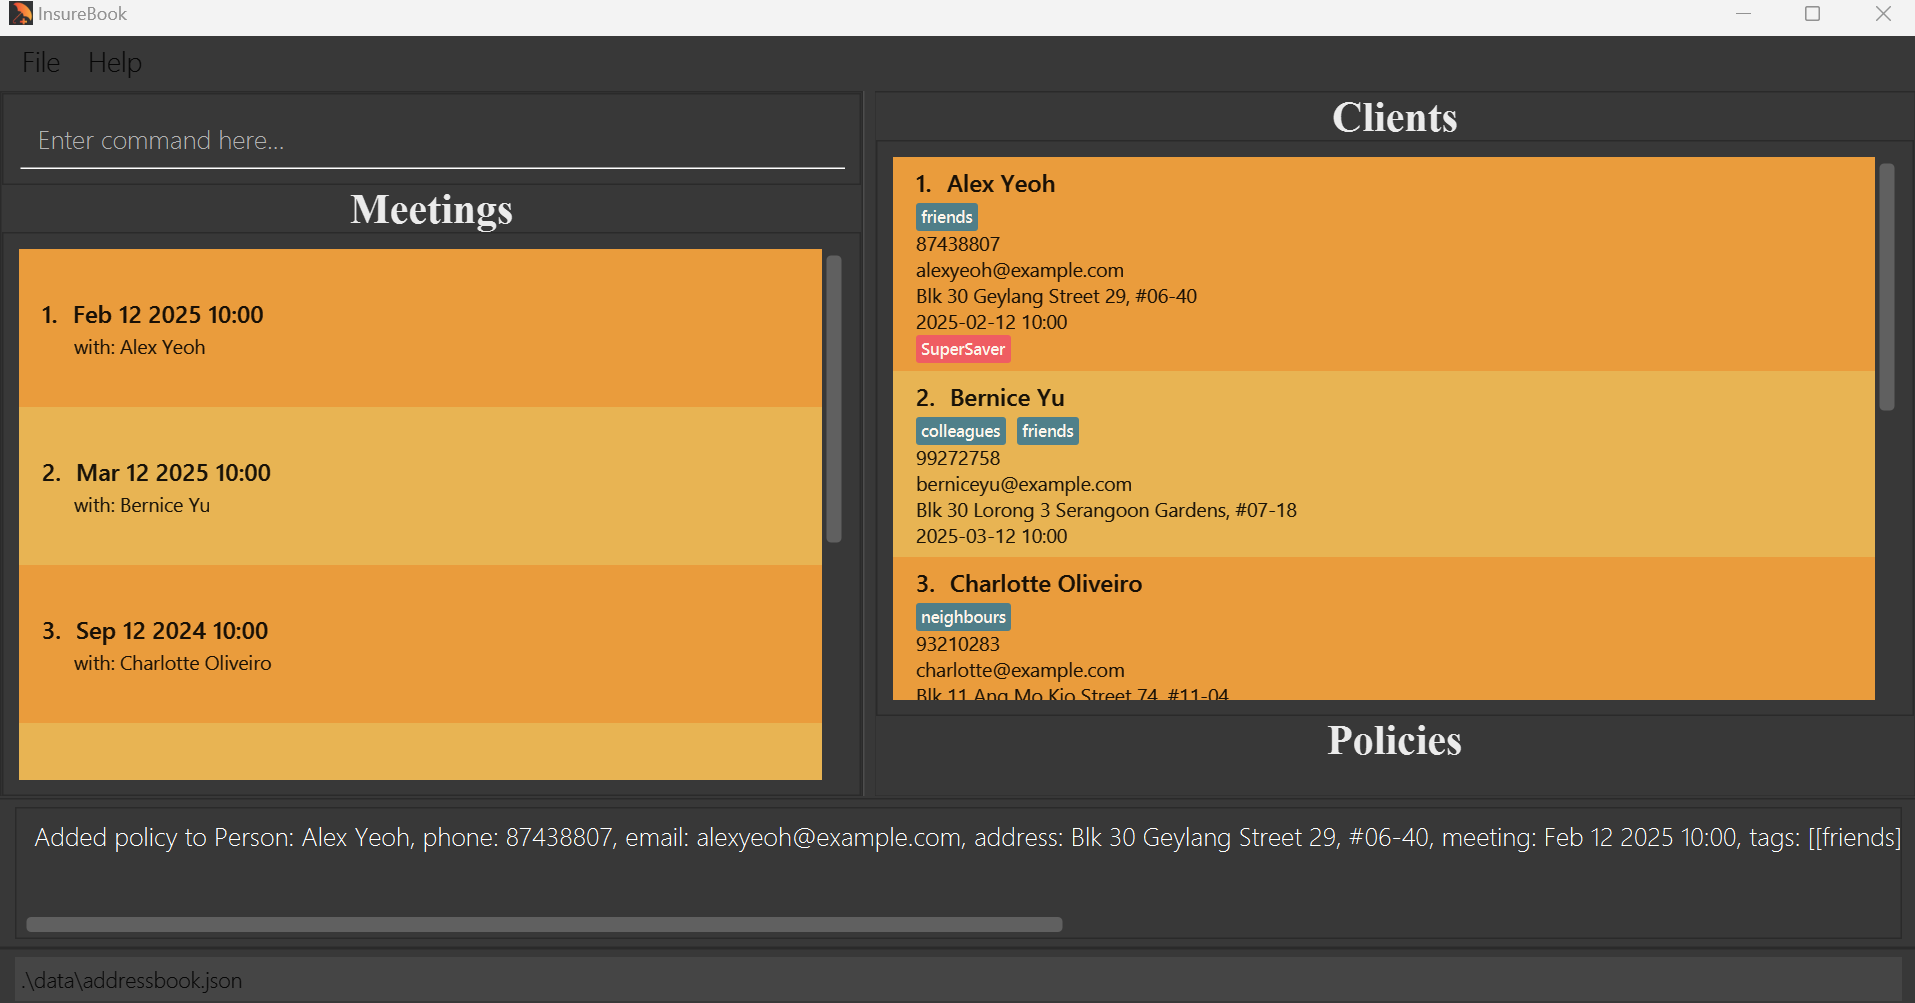 InsureBook
File Help
Enter command here...
Meetings
1. Feb 12 2025 10:00
with: Alex Yeoh
2. Mar 12 2025 10:00
with: Bernice Yu
3. Sep 12 2024 10:00
with: Charlotte Oliveiro
Clients
1. Alex Yeoh
friends
87438807
alexyeoh@example.com
Blk 30 Geylang Street 29, #06-40
2025-02-12 10:00
SuperSaver
2. Bernice Yu
colleagues friends
99272758
berniceyu@example.com
Blk 30 Lorong 3 Serangoon Gardens, #07-18
2025-03-12 10:00
3. Charlotte Oliveiro
neighbours
93210283
charlotte@example.com
Blk 11 Ang Mo Kio Street 74, #11-04
Policies
Added policy to Person: Alex Yeoh, phone: 87438807, email: alexyeoh@example.com, address: Blk 30 Geylang Street 29, #06-40, meeting: Feb 12 2025 10:00, tags: [[friends]
.\data\addressbook.json